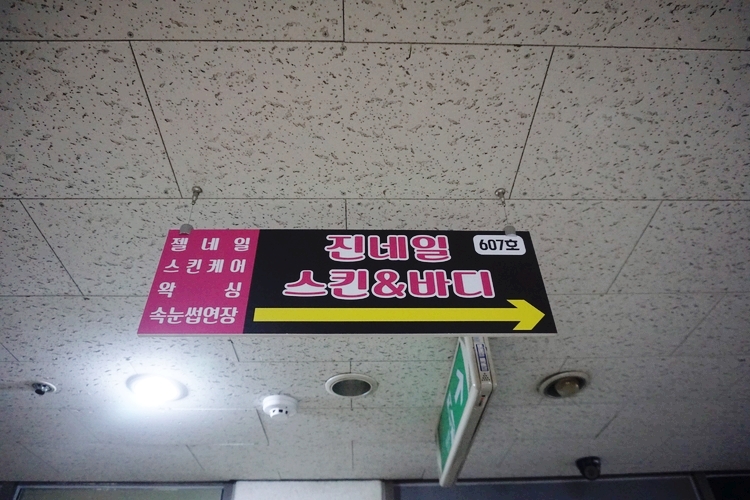 젤네일
스킨케어
왁싱
속눈썹연장
진네일
스킨&바디
607호